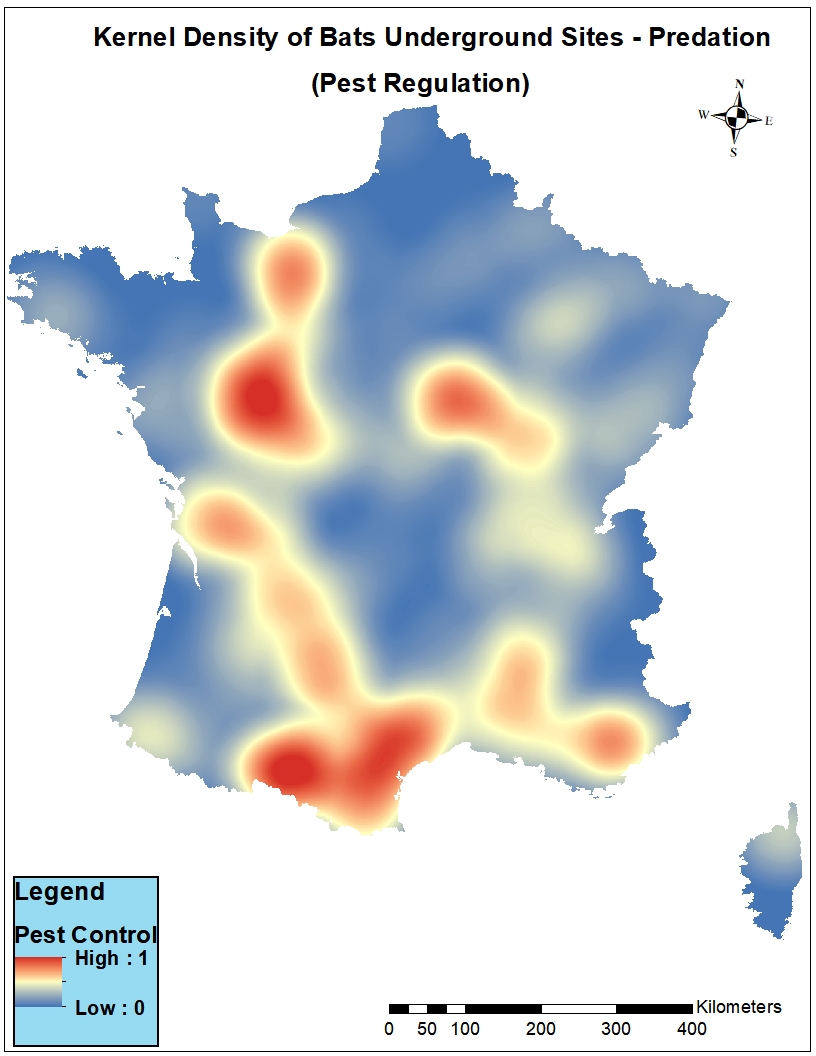 Kernel Density of Bats Underground Sites - Predation
(Pest Regulation)
N
W E
S
Legend
Pest Control
High : 1
Low : 0
Kilometers
0 50 100 200 300 400